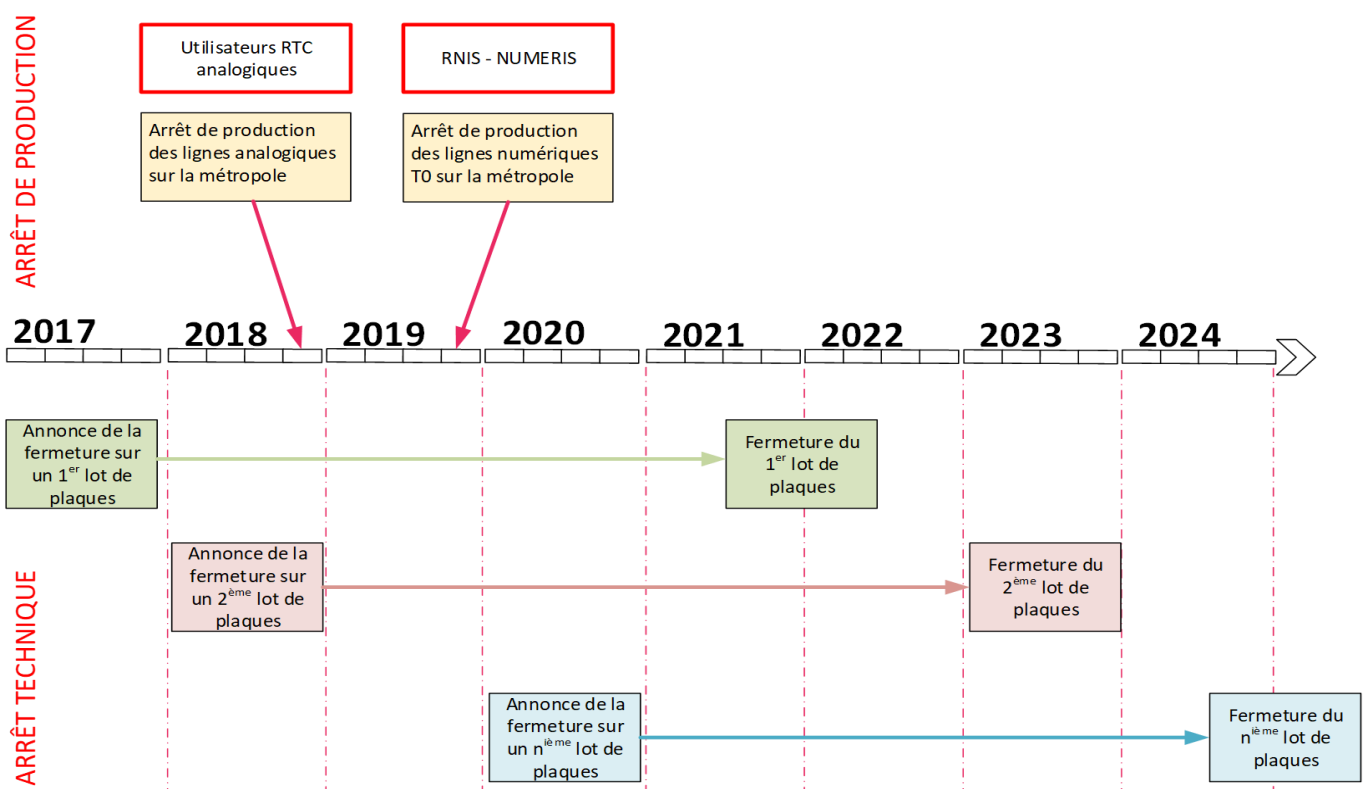 ARRÊT DE PRODUCTION
Utilisateurs RTC
analogiques
RNIS - NUMERIS
Arrêt de production
des lignes analogiques
sur la métropole
Arrêt de production
des lignes numériques
T0 sur la métropole
2017
2018
2019
2020
2021
2022
2023
2024
ARRÊT TECHNIQUE
Annonce de la
fermeture sur
un 1er lot de
plaques
Fermeture du
1er lot de
plaques
Annonce de la
fermeture sur
un 2ème lot de
plaques
Fermeture du
2ème lot de
plaques
Annonce de la
fermeture sur
un nième lot de
plaques
Fermeture du
nième lot de
plaques